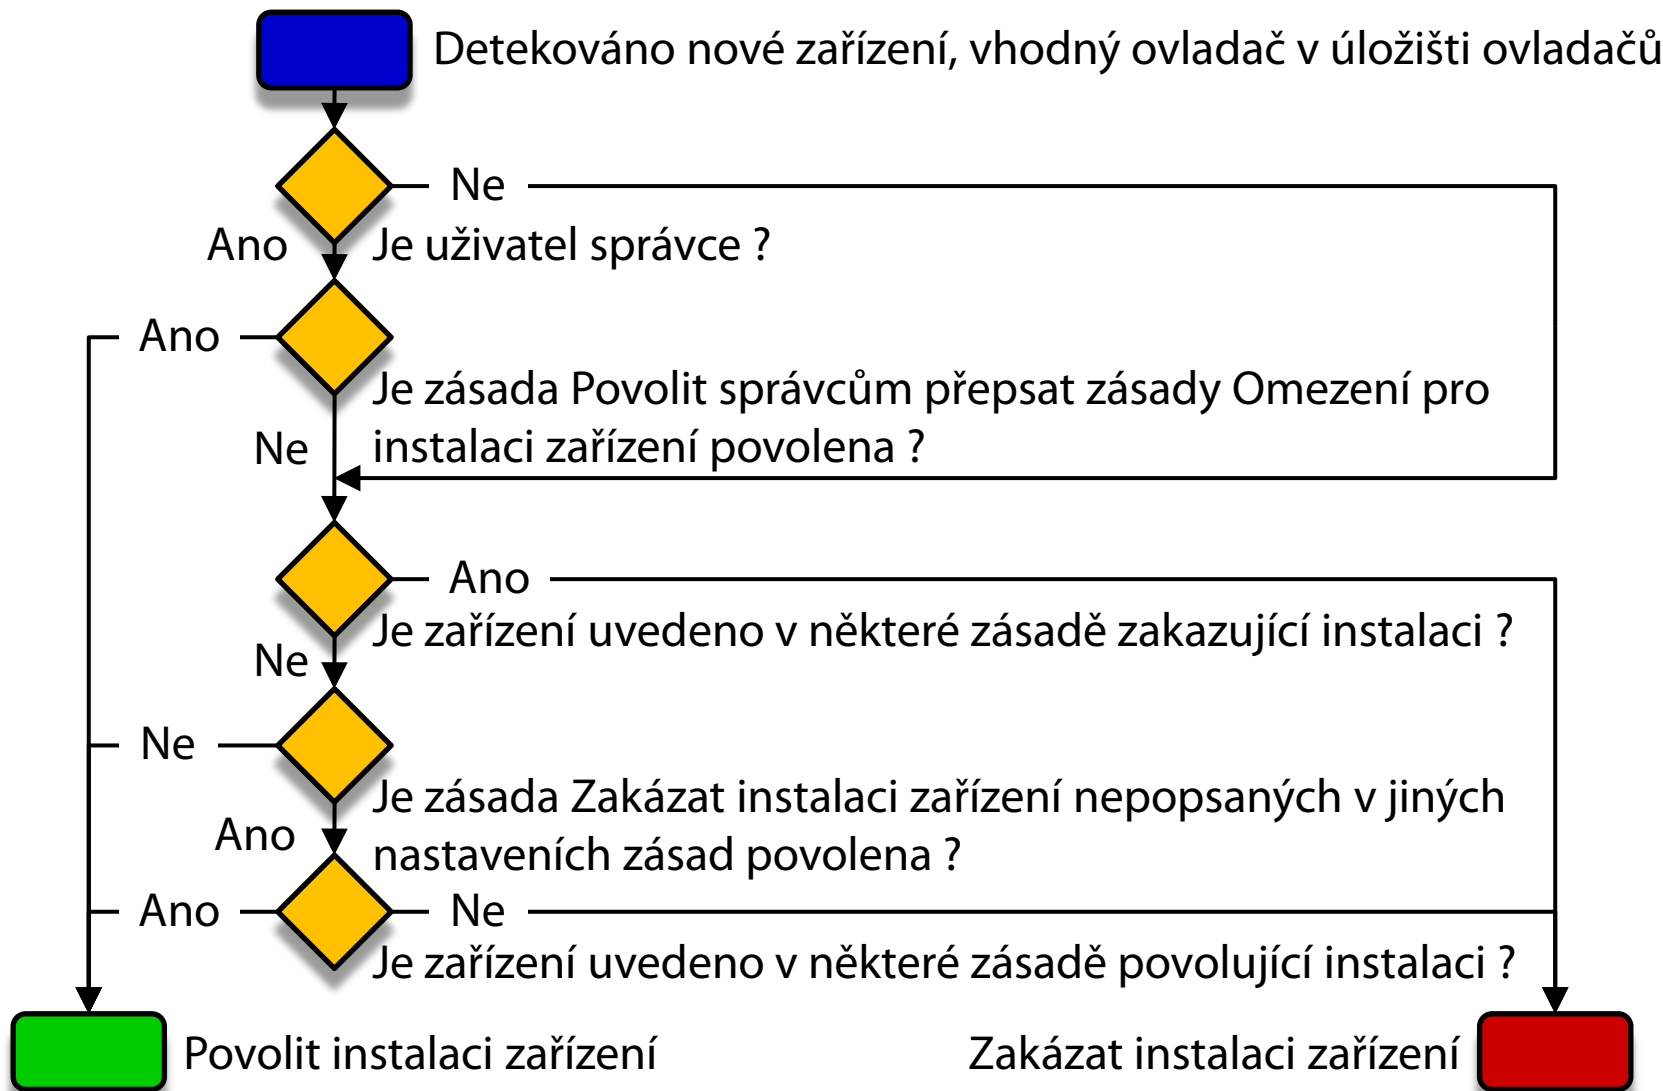 Detekováno nové zařízení, vhodný ovladač v úložišti ovladačů
Ne
Ano
Je uživatel správce ?
Ano
Je zásada Povolit správcům přepsat zásady Omezení pro
Ne
instalaci zařízení povolena ?
Ano
Je zařízení uvedeno v některé zásadě zakazující instalaci ?
Ne
Ne
Je zásada Zakázat instalaci zařízení nepopsaných v jiných
Ano
nastaveních zásad povolena ?
Ano
Ne
Je zařízení uvedeno v některé zásadě povolující instalaci ?
Povolit instalaci zařízení
Zakázat instalaci zařízení